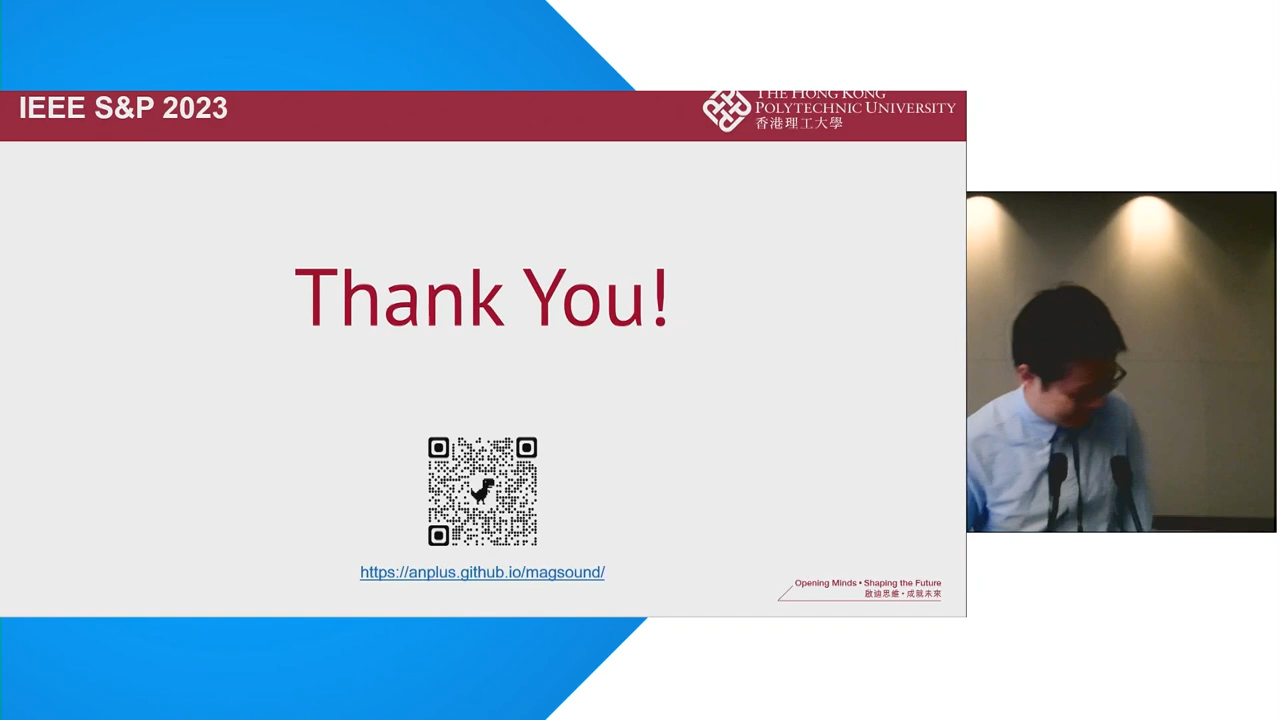 IEEE S&P 2023
THE HONG KONG
POLYTECHNIC UNIVERSITY
香港理工大學
Thank You!
https://anplus.github.io/magsound/
Opening Minds • Shaping the Future
啟迪思維 • 成就未來